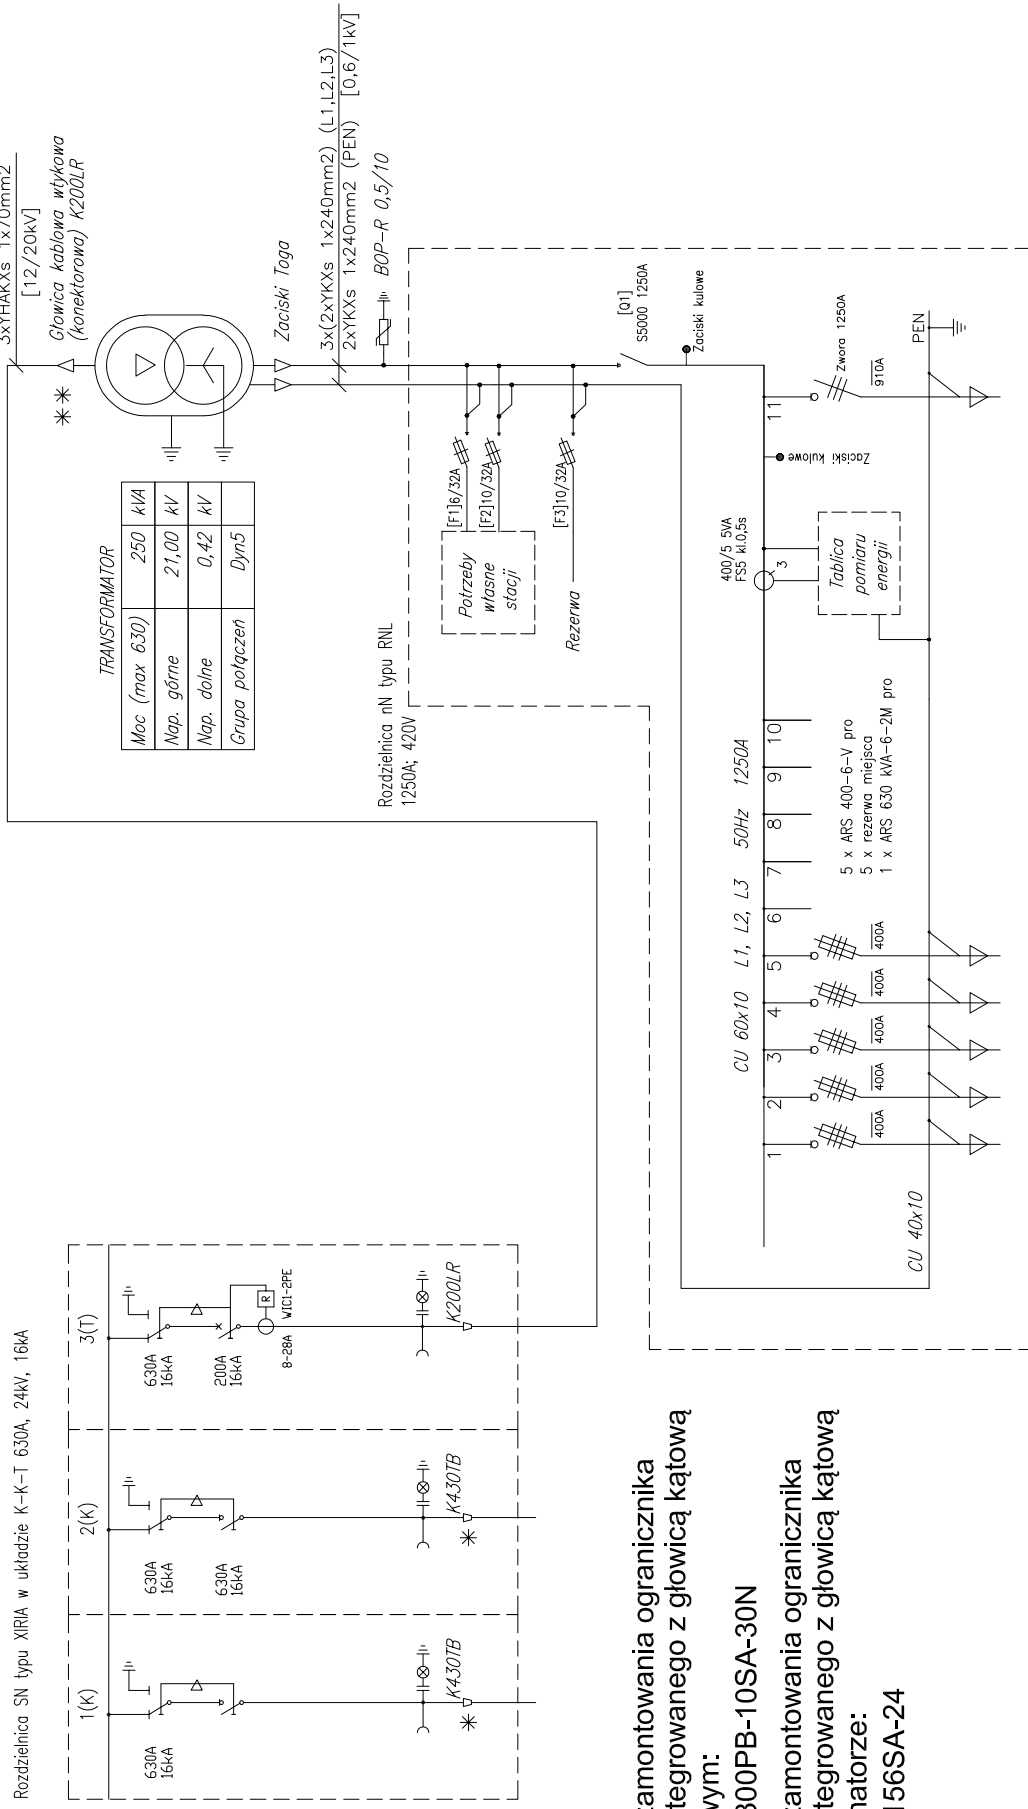 Rozdzielnica SN typu XIRIA w układzie K-K-T 630A, 24kV, 16kA
1(K)
630A
16kA
K430TB
2(K)
630A
16kA
630A
16kA
K430TB
3(T)
630A
16kA
200A
16kA
R
WIC1-2PE
8-28A
K200LR
3xYHAKXs 1x70mm2
[12/20kV]
Głowica kablowa wtykowa
(konektorowa) K200LR
TRANSFORMATOR
Moc (max 630) 250 kVA
Nap. górne 21,00 kV
Nap. dolne 0,42 kV
Grupa połączeń Dyn5
Zaciski Toga
3x(2xYKXs 1x240mm2) (L1,L2,L3)
2xYKXs 1x240mm2 (PEN) [0,6/1kV]
BOP-R 0,5/10
Rozdzielnica nN typu RNL
1250A; 420V
[F1]6/32A
[F2]10/32A
[F3]10/32A
Potrzeby
własne
stacji
Rezerwa
[Q1]
S5000 1250A
Zaciski kulowe
CU 60x10 L1, L2, L3 50Hz 1250A
400/5 5VA
FS5 kl.0,5s
3
Tablica
pomiaru
energii
Zaciski kulowe
1
2
3
4
5
6
7
8
9
10
11
400A
400A
400A
400A
400A
Zwora 1250A
910A
5 x ARS 400-6-V pro
5 x rezerwa miejsca
1 x ARS 630 kVA-6-2M pro
PEN
CU 40x10
zamontowania ogranicznika
tegrowanego z głowicą kątową
wym:
300PB-10SA-30N
zamontowania ogranicznika
tegrowanego z głowicą kątową
natorze:
156SA-24